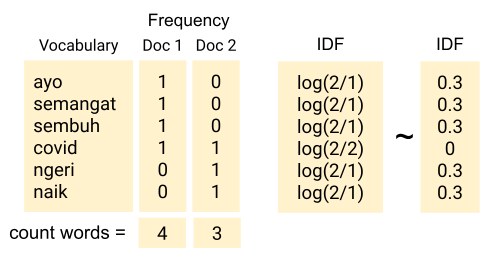 Frequency
Vocabulary Doc 1 Doc 2 IDF IDF
ayo 1 0 log(2/1) 0.3
semangat 1 0 log(2/1) 0.3
sembuh 1 0 log(2/1) 0.3
covid 1 1 log(2/2) ~ 0
ngeri 0 1 log(2/1) 0.3
naik 0 1 log(2/1) 0.3
count words = 4 3